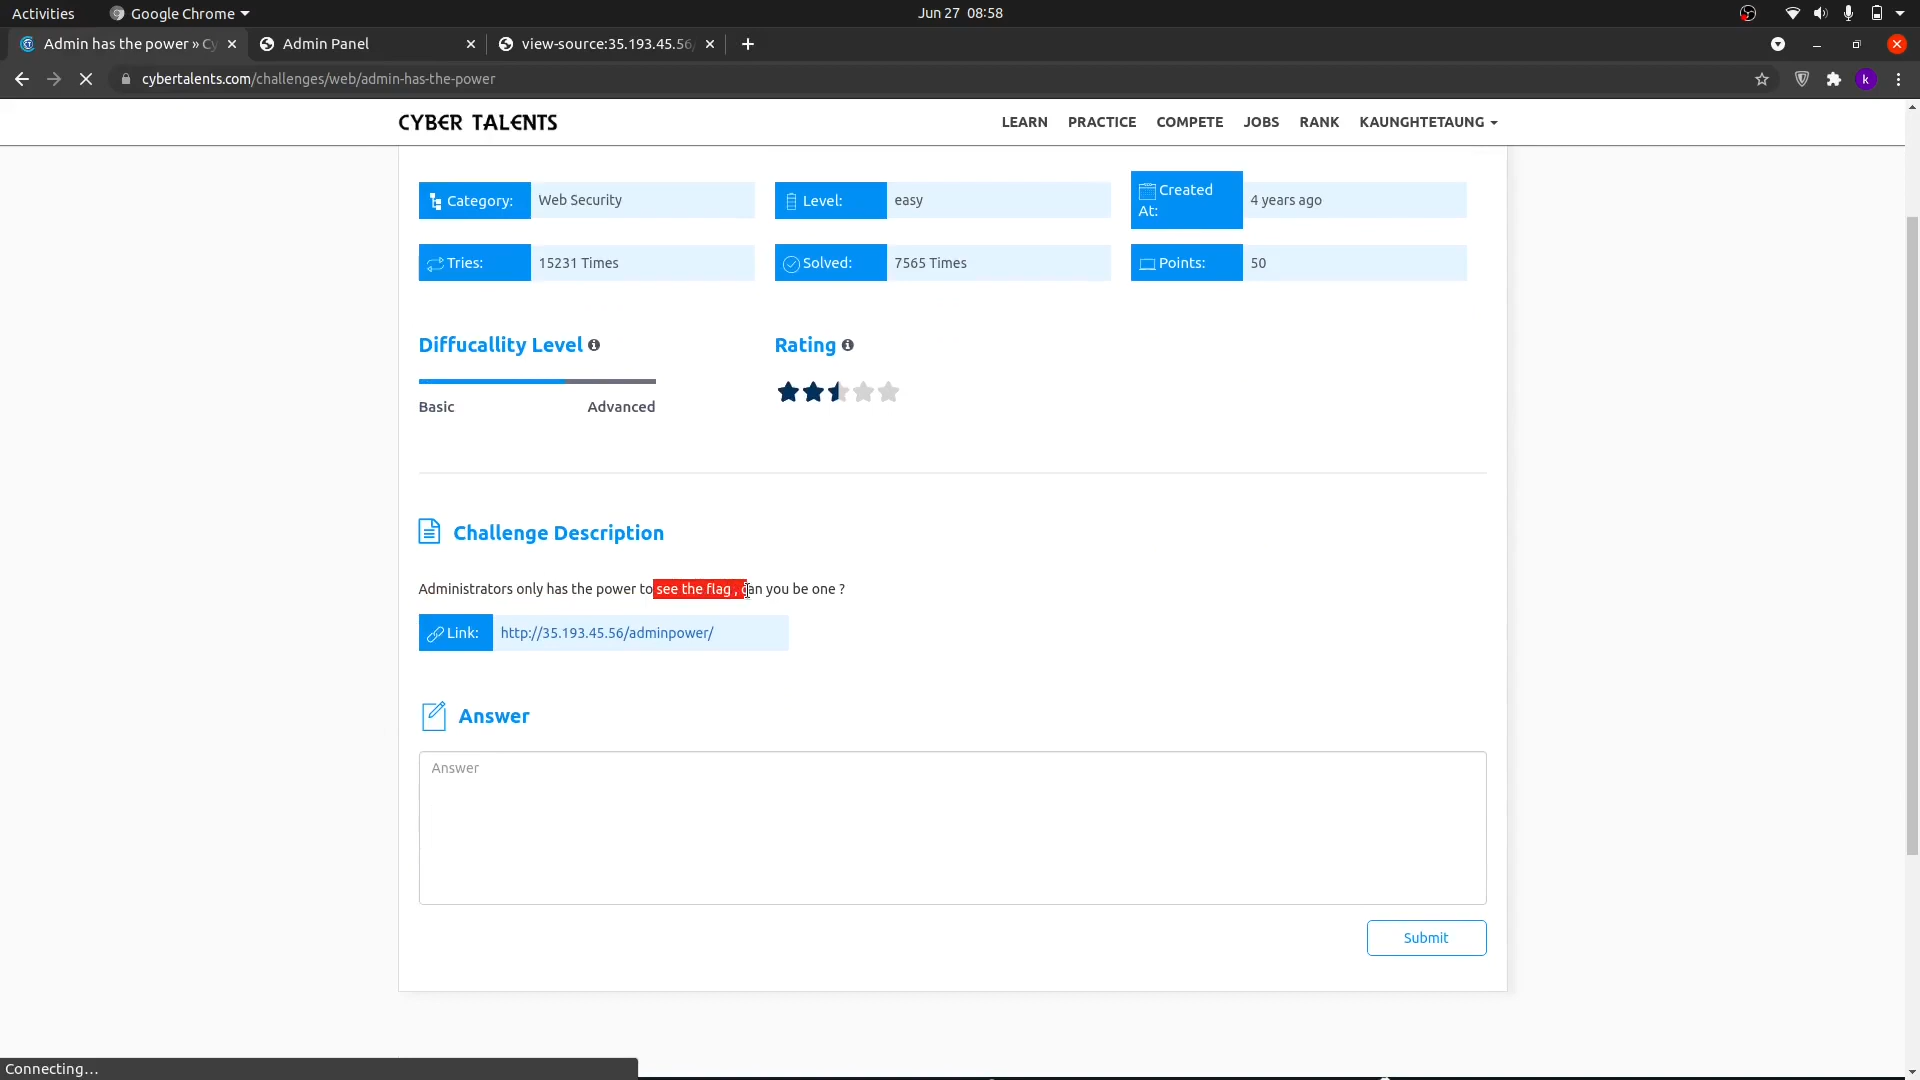 Activities
Google Chrome
Jun 27 08:58
Admin has the power » Cy
Admin Panel
view-source:35.193.45.56/
cybertalents.com/challenges/web/admin-has-the-power
k
CYBER TALENTS
LEARN
PRACTICE
COMPETE
JOBS
RANK
KAUNGHTETAUNG
Category:
Web Security
Level:
easy
Created
At:
4 years ago
Tries:
15231 Times
Solved:
7565 Times
Points:
50
Diffucallity Level
Rating
Basic
Advanced
Challenge Description
Administrators only has the power to see the flag , can you be one ?
Link:
http://35.193.45.56/adminpower/
Answer
Answer
Submit
Connecting...